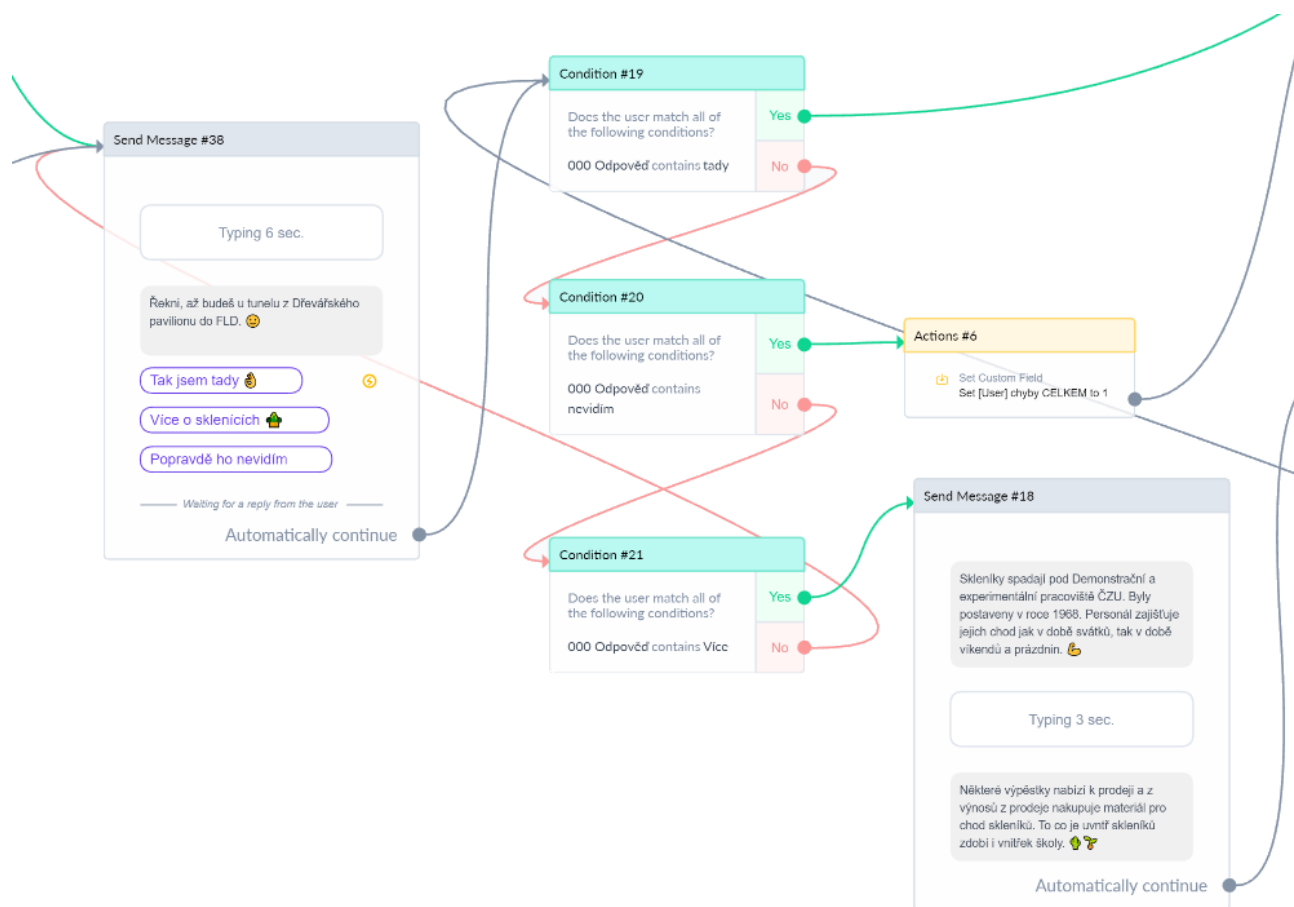 Send Message #38
Typing 6 sec.
Řekni, až budeš u tunelu z Dřevářského
pavilionu do FLD. 🙂
Tak jsem tady 👌
Více o sklenících 🌵
Popravdě ho nevidím
Waiting for a reply from the user
Automatically continue
Condition #19
Does the user match all of
the following conditions?
000 Odpověď contains tady
Yes
No
Condition #20
Does the user match all of
the following conditions?
000 Odpověď contains
nevidím
Yes
No
Actions #6
Set Custom Field
Set [User] chyby CELKEM to 1
Condition #21
Does the user match all of
the following conditions?
000 Odpověď contains Více
Yes
No
Send Message #18
Skleníky spadají pod Demonstrační a
experimentální pracoviště ČZU. Byly
postaveny v roce 1968. Personál zajišťuje
jejich chod jak v době svátků, tak v době
víkendů a prázdnin. 💪
Typing 3 sec.
Některé výpěstky nabízí k prodeji a z
výnosů z prodeje nakupuje materiál pro
chod skleníků. To co je uvntř skleníků
zdobí i vnitřek školy. 🌳🌱
Automatically continue